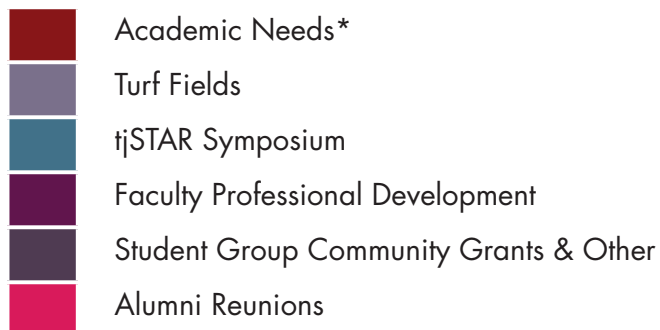 Academic Needs*
Turf Fields
tjSTAR Symposium
Faculty Professional Development
Student Group Community Grants & Other
Alumni Reunions